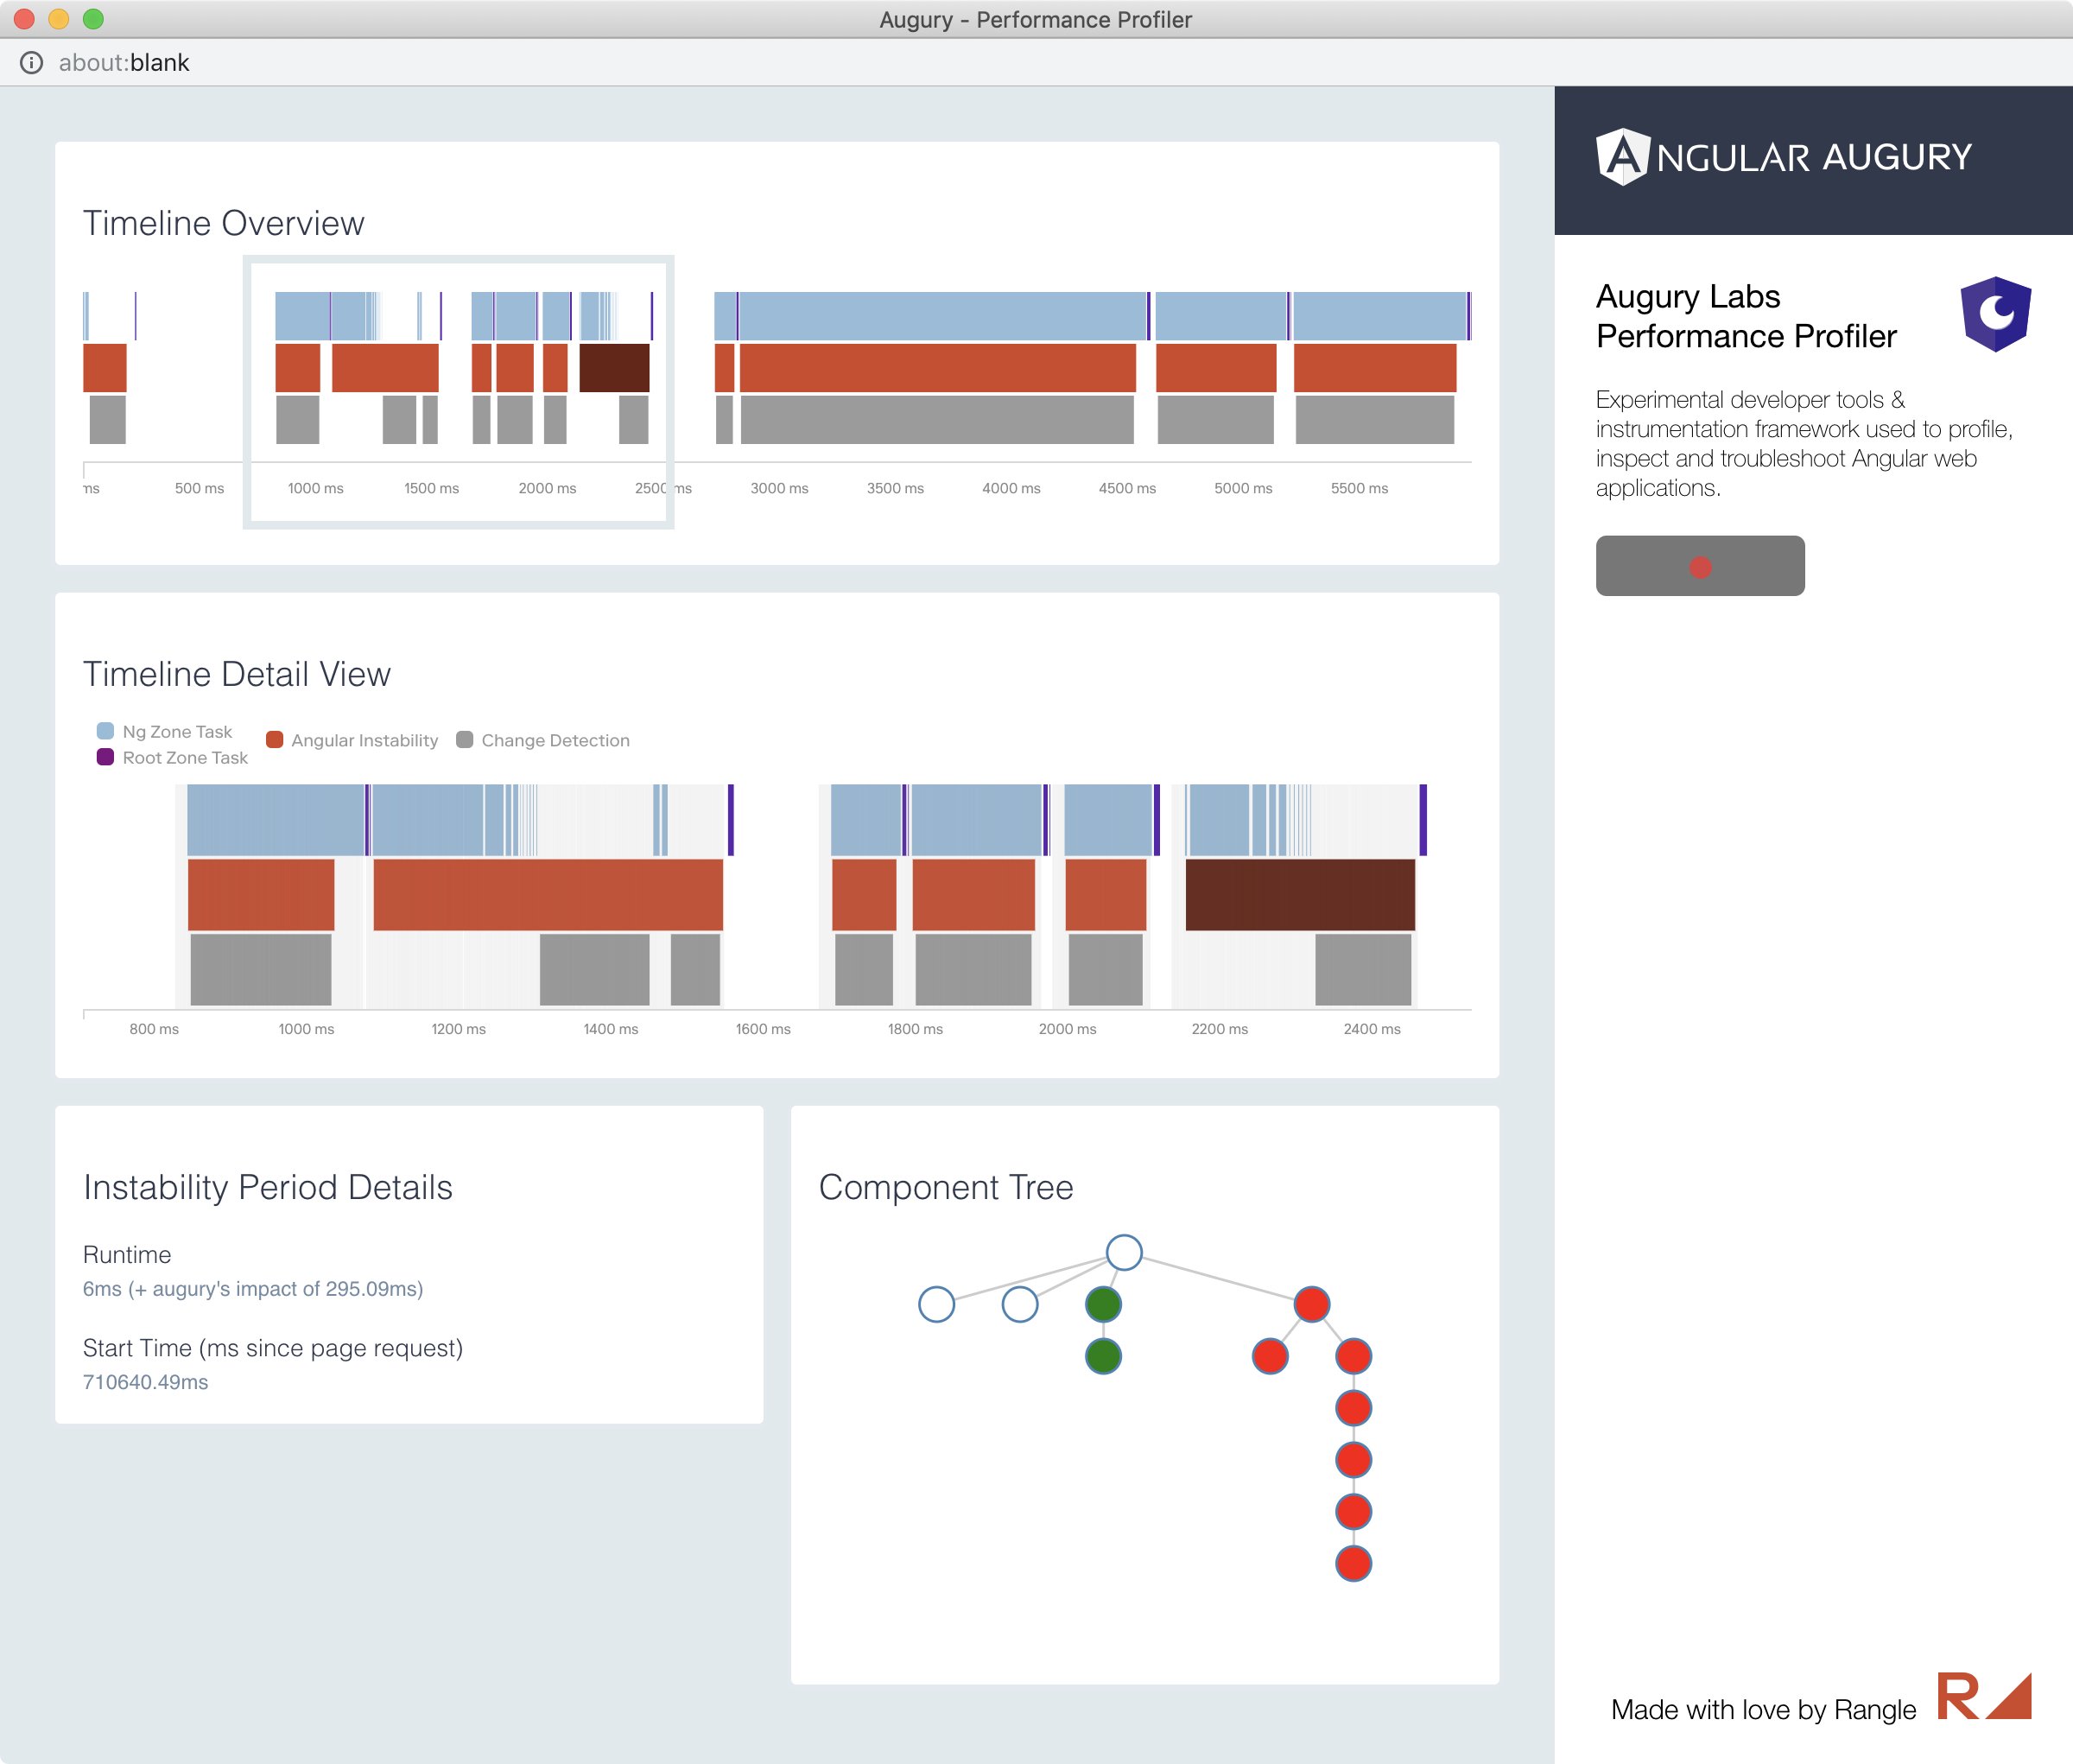 Augury - Performance Profiler
about:blank
ANGULAR AUGURY
Timeline Overview
ms 500 ms 1000 ms 1500 ms 2000 ms 2500 ms 3000 ms 3500 ms 4000 ms 4500 ms 5000 ms 5500 ms
Timeline Detail View
Ng Zone Task
Root Zone Task
Angular Instability
Change Detection
800 ms 1000 ms 1200 ms 1400 ms 1600 ms 1800 ms 2000 ms 2200 ms 2400 ms
Instability Period Details
Runtime
6ms (+ augury's impact of 295.09ms)
Start Time (ms since page request)
710640.49ms
Component Tree
Augury Labs
Performance Profiler
Experimental developer tools &
instrumentation framework used to profile,
inspect and troubleshoot Angular web
applications.
Made with love by Rangle
R